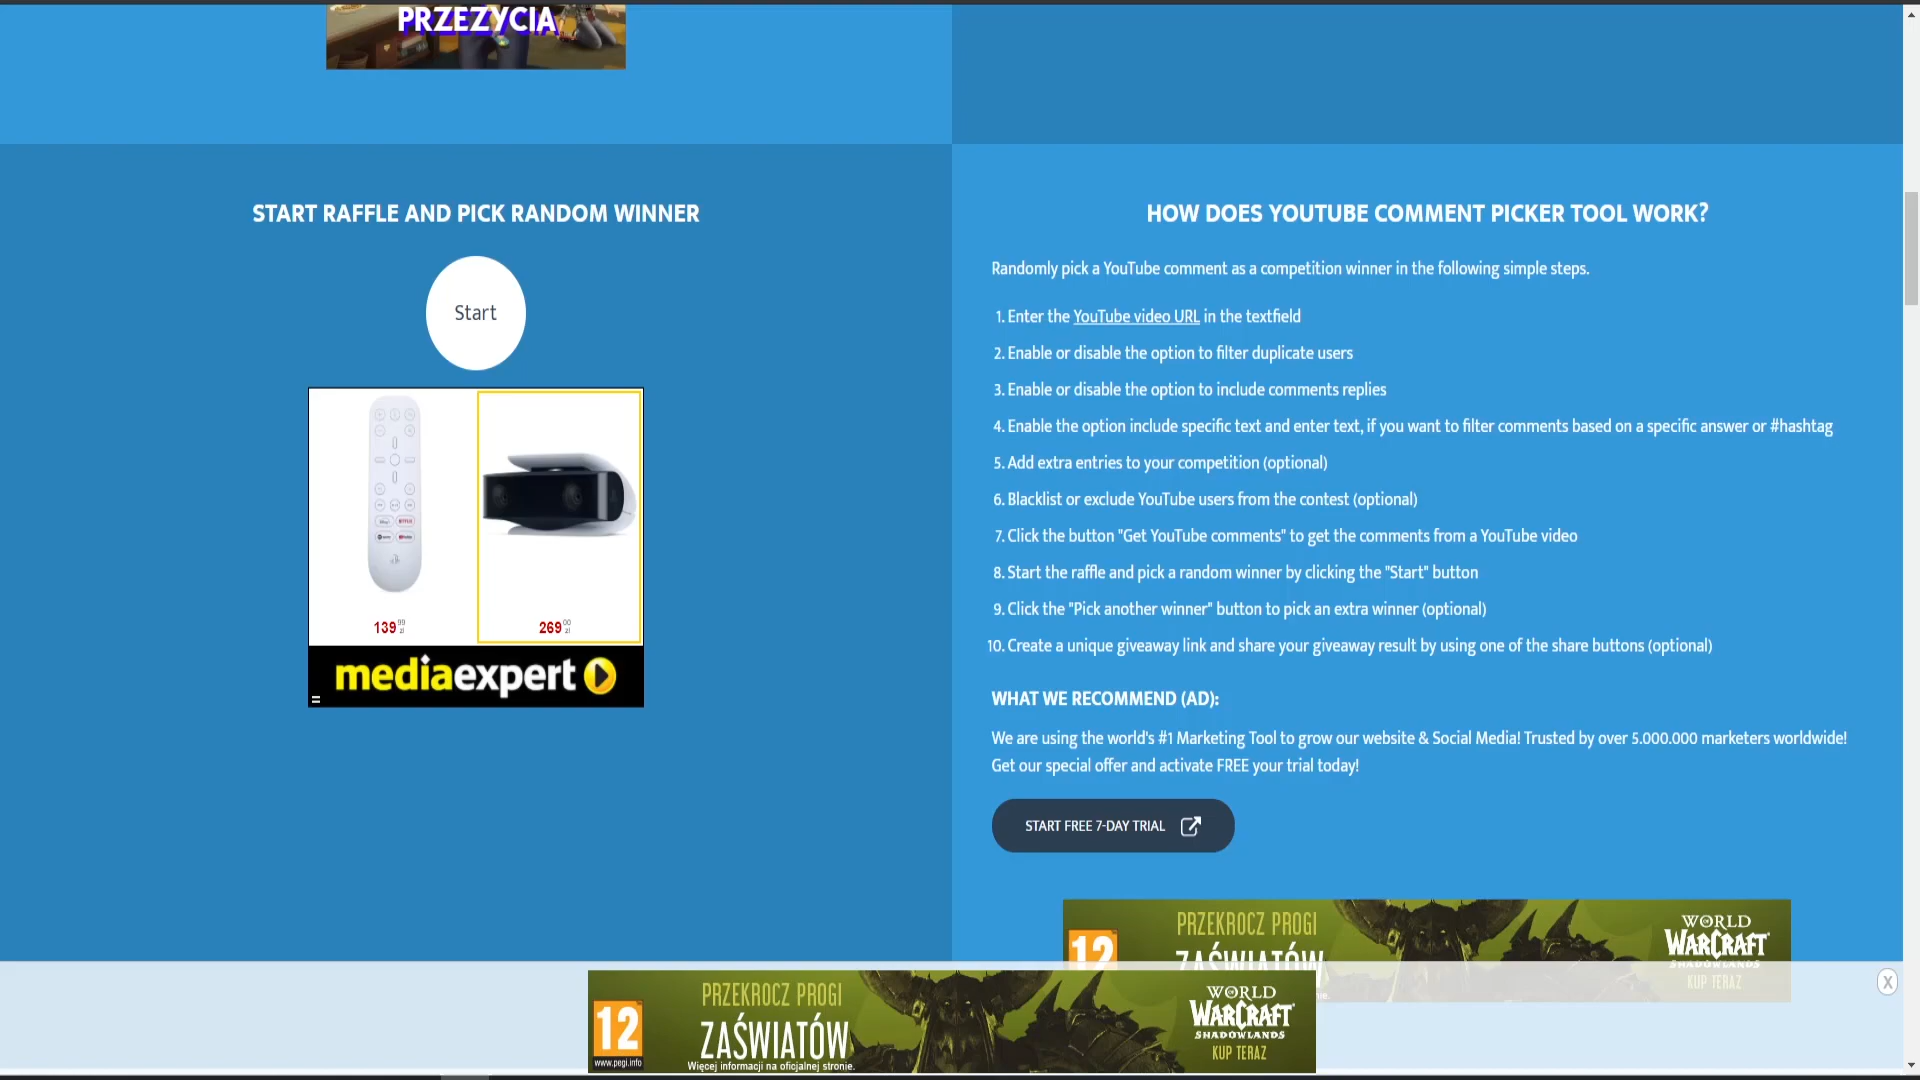 PRZEŻYCIA
START RAFFLE AND PICK RANDOM WINNER
Start
139 99 zł
269 00 zł
mediaexpert
HOW DOES YOUTUBE COMMENT PICKER TOOL WORK?
Randomly pick a YouTube comment as a competition winner in the following simple steps.
1. Enter the YouTube video URL in the textfield
2. Enable or disable the option to filter duplicate users
3. Enable or disable the option to include comments replies
4. Enable the option include specific text and enter text, if you want to filter comments based on a specific answer or #hashtag
5. Add extra entries to your competition (optional)
6. Blacklist or exclude YouTube users from the contest (optional)
7. Click the button "Get YouTube comments" to get the comments from a YouTube video
8. Start the raffle and pick a random winner by clicking the "Start" button
9. Click the "Pick another winner" button to pick an extra winner (optional)
10. Create a unique giveaway link and share your giveaway result by using one of the share buttons (optional)
WHAT WE RECOMMEND (AD):
We are using the world's #1 Marketing Tool to grow our website & Social Media! Trusted by over 5.000.000 marketers worldwide!
Get our special offer and activate FREE your trial today!
START FREE 7-DAY TRIAL
PRZEKROCZ PROGI
ZAŚWIATÓW
12
WORLD
WARCRAFT
SHADOWLANDS
KUP TERAZ
X
PRZEKROCZ PROGI
ZAŚWIATÓW
12
www.pegi.info
Więcej informacji na oficjalnej stronie.
WORLD
WARCRAFT
SHADOWLANDS
KUP TERAZ